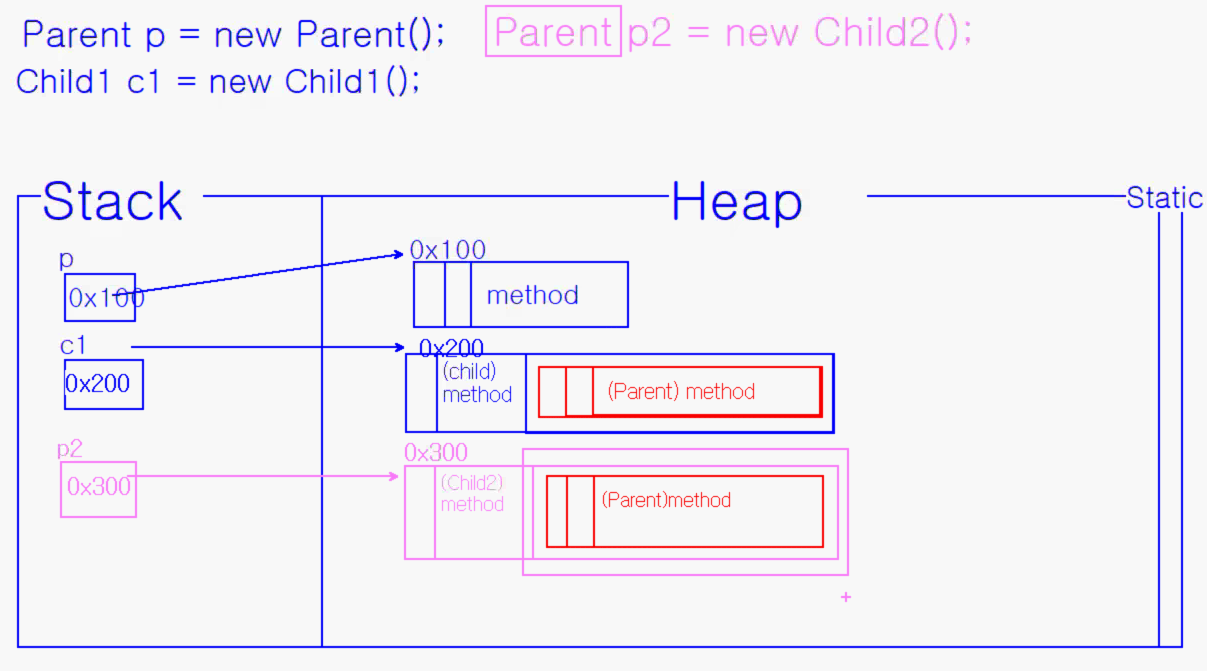 Parent p = new Parent(); Parent p2 = new Child2();
Child1 c1 = new Child1();
Stack Heap Static
p 0x100
0x100 method
c1 0x200
0x200 (child)
method (Parent) method
p2 0x300
0x300 (Child2)
method (Parent)method
+